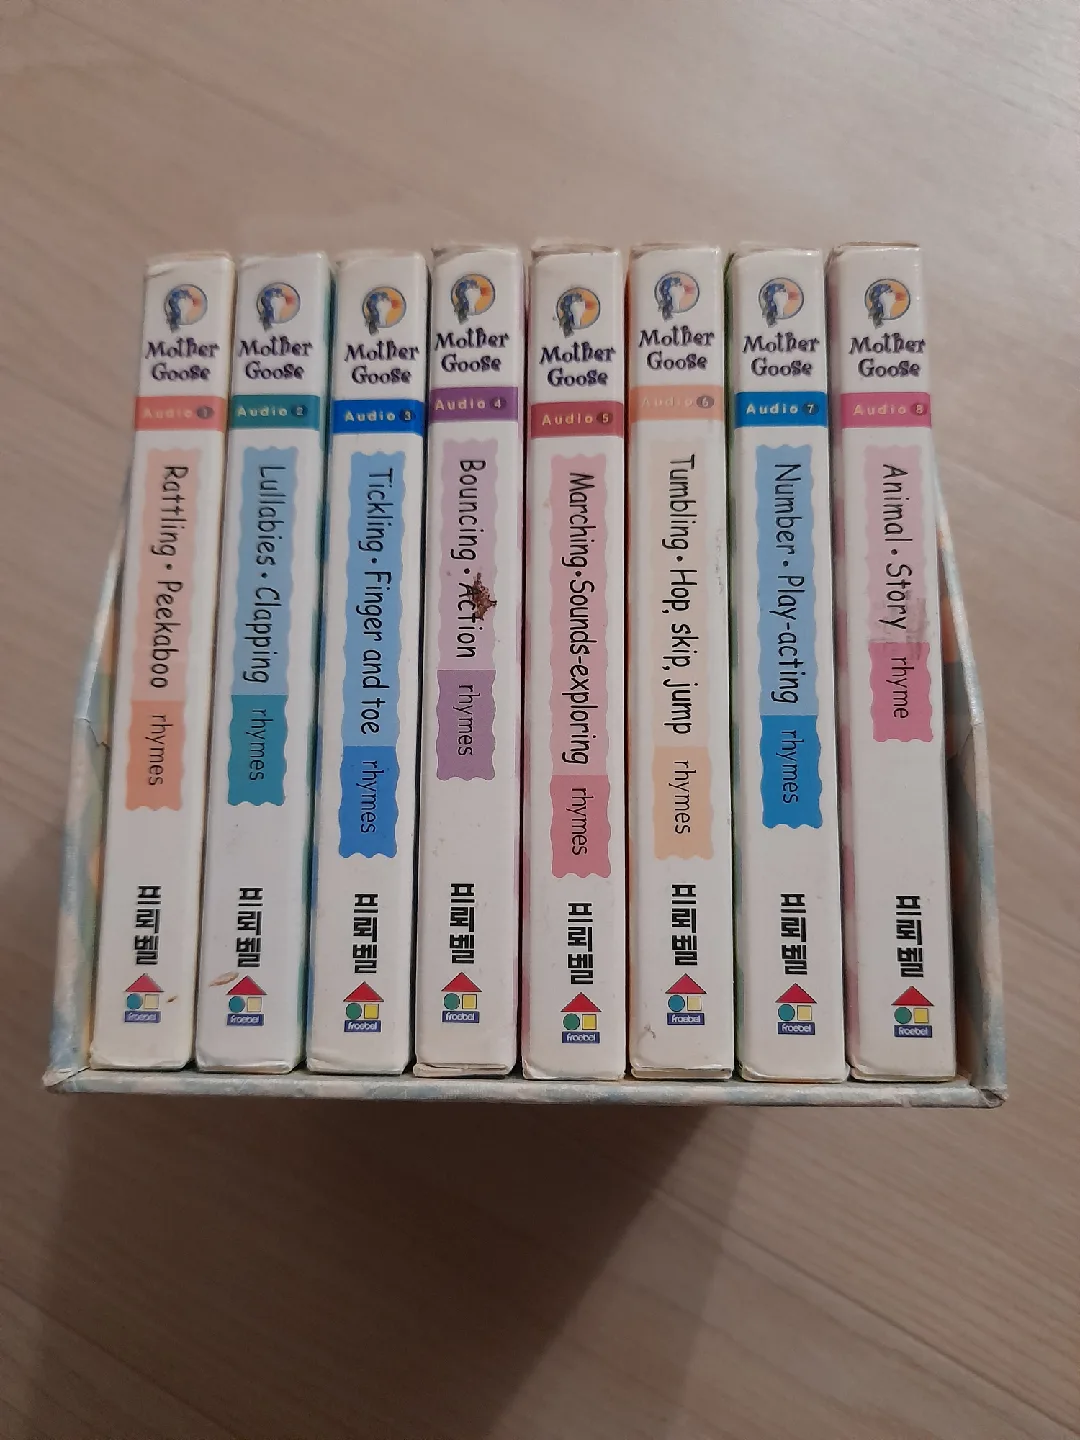 Mother
Goose
Audio 1
Rattling • Peekaboo rhymes
프뢰벨
froebel
Mother
Goose
Audio 2
Lullabies • Clapping rhymes
프뢰벨
froebel
Mother
Goose
Audio 3
Tickling • Finger and toe rhymes
프뢰벨
froebel
Mother
Goose
Audio 4
Bouncing • Action rhymes
프뢰벨
froebel
Mother
Goose
Audio 5
Marching • Sounds-exploring rhymes
프뢰벨
froebel
Mother
Goose
Audio 6
Tumbling • Hop, skip, jump rhymes
프뢰벨
froebel
Mother
Goose
Audio 7
Number • Play-acting rhymes
프뢰벨
froebel
Mother
Goose
Audio 8
Animal • Story rhyme
프뢰벨
froebel